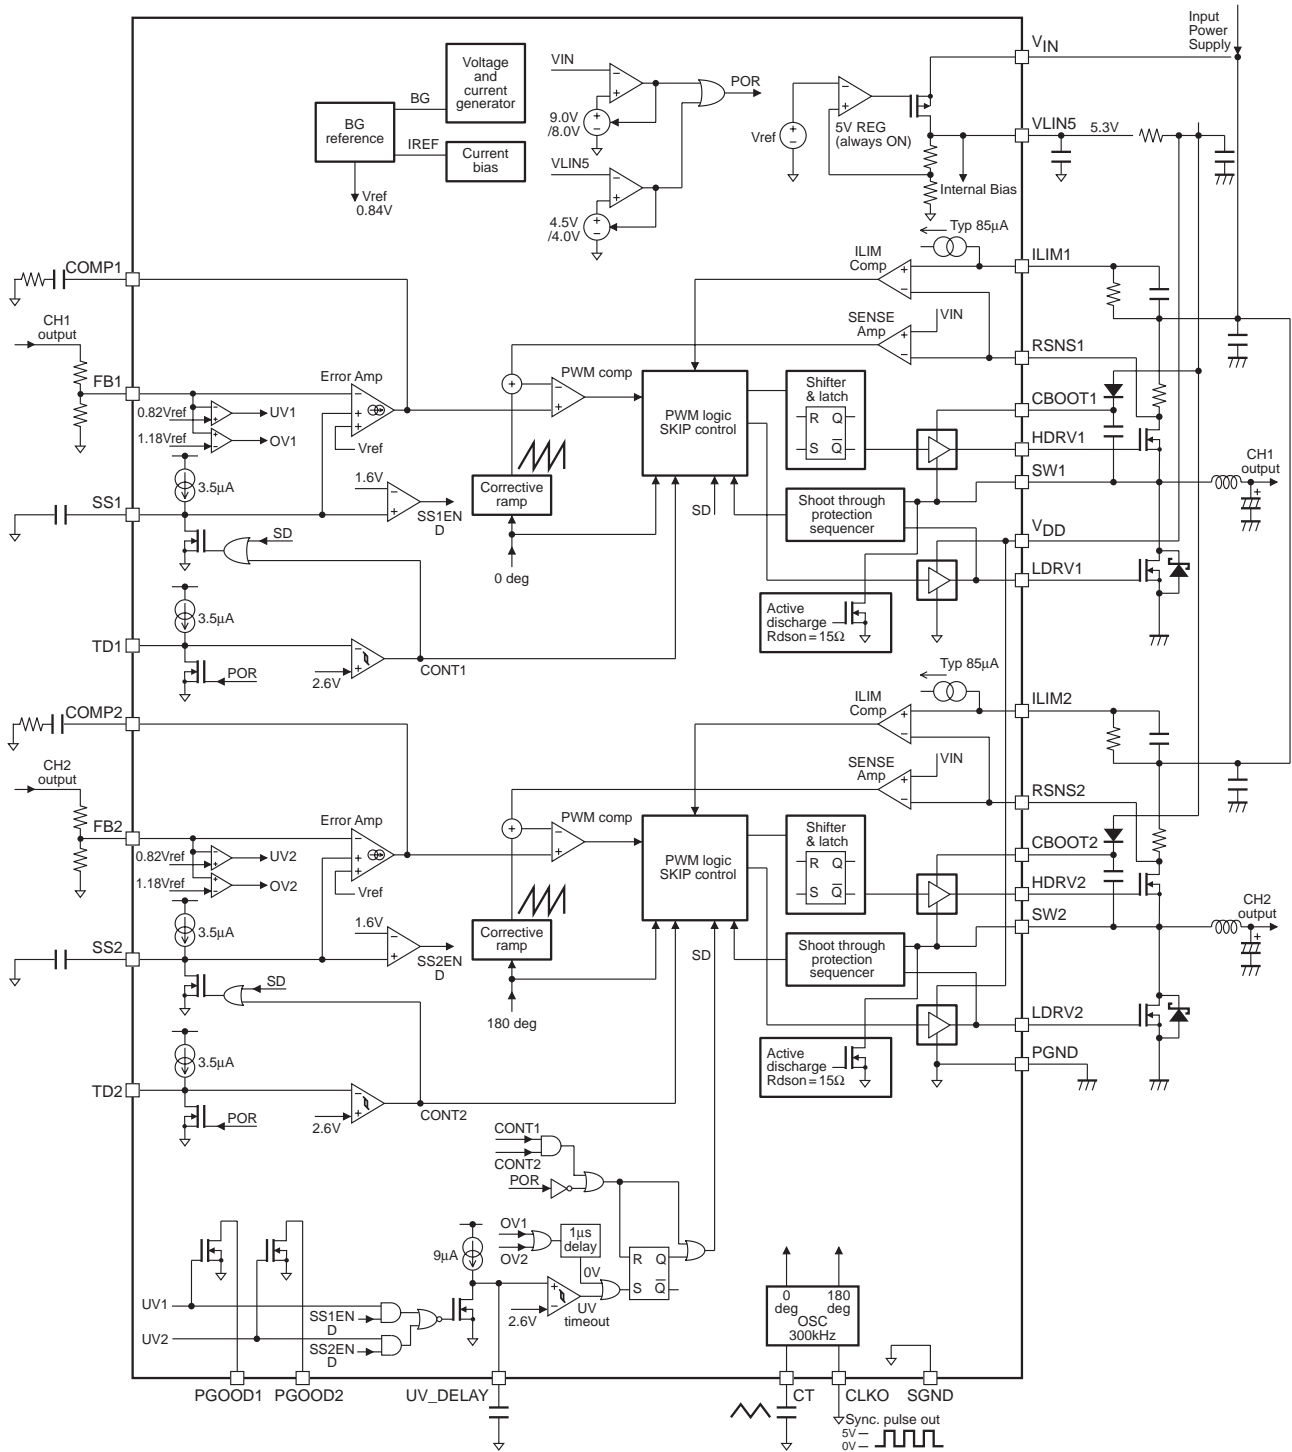 Input
Power
Supply
VIN
Voltage
and
current
generator
BG
BG
reference
IREF
Current
bias
Vref
0.84V
VIN
POR
9.0V
/8.0V
VLIN5
4.5V
/4.0V
Vref
5V REG
(always ON)
Internal Bias
VLIN5
5.3V
Typ 85μA
COMP1
ILIM
Comp
ILIM1
CH1
output
SENSE
Amp
VIN
RSNS1
FB1
Error Amp
PWM comp
PWM logic
SKIP control
Shifter
& latch
R Q
S Q
CBOOT1
0.82Vref
UV1
1.18Vref
OV1
Vref
HDRV1
3.5μA
1.6V
Corrective
ramp
SW1
CH1
output
SS1
SS1EN
D
SD
Shoot through
protection
sequencer
SD
VDD
0 deg
LDRV1
3.5μA
Active
discharge
Rdson=15Ω
TD1
CONT1
2.6V
POR
Typ 85μA
COMP2
ILIM
Comp
ILIM2
CH2
output
SENSE
Amp
VIN
RSNS2
FB2
Error Amp
PWM comp
PWM logic
SKIP control
Shifter
& latch
R Q
S Q
CBOOT2
0.82Vref
UV2
1.18Vref
OV2
Vref
HDRV2
3.5μA
1.6V
Corrective
ramp
SW2
CH2
output
SS2
SS2EN
D
SD
Shoot through
protection
sequencer
SD
180 deg
LDRV2
3.5μA
Active
discharge
Rdson=15Ω
PGND
TD2
CONT2
2.6V
POR
CONT1
CONT2
POR
OV1
OV2
1μs
delay
9μA
0V
R Q
S Q
UV
timeout
2.6V
UV1
SS1EN
D
UV2
SS2EN
D
0
deg
180
deg
OSC
300kHz
PGOOD1
PGOOD2
UV_DELAY
CT
CLKO
SGND
Sync. pulse out
5V
0V